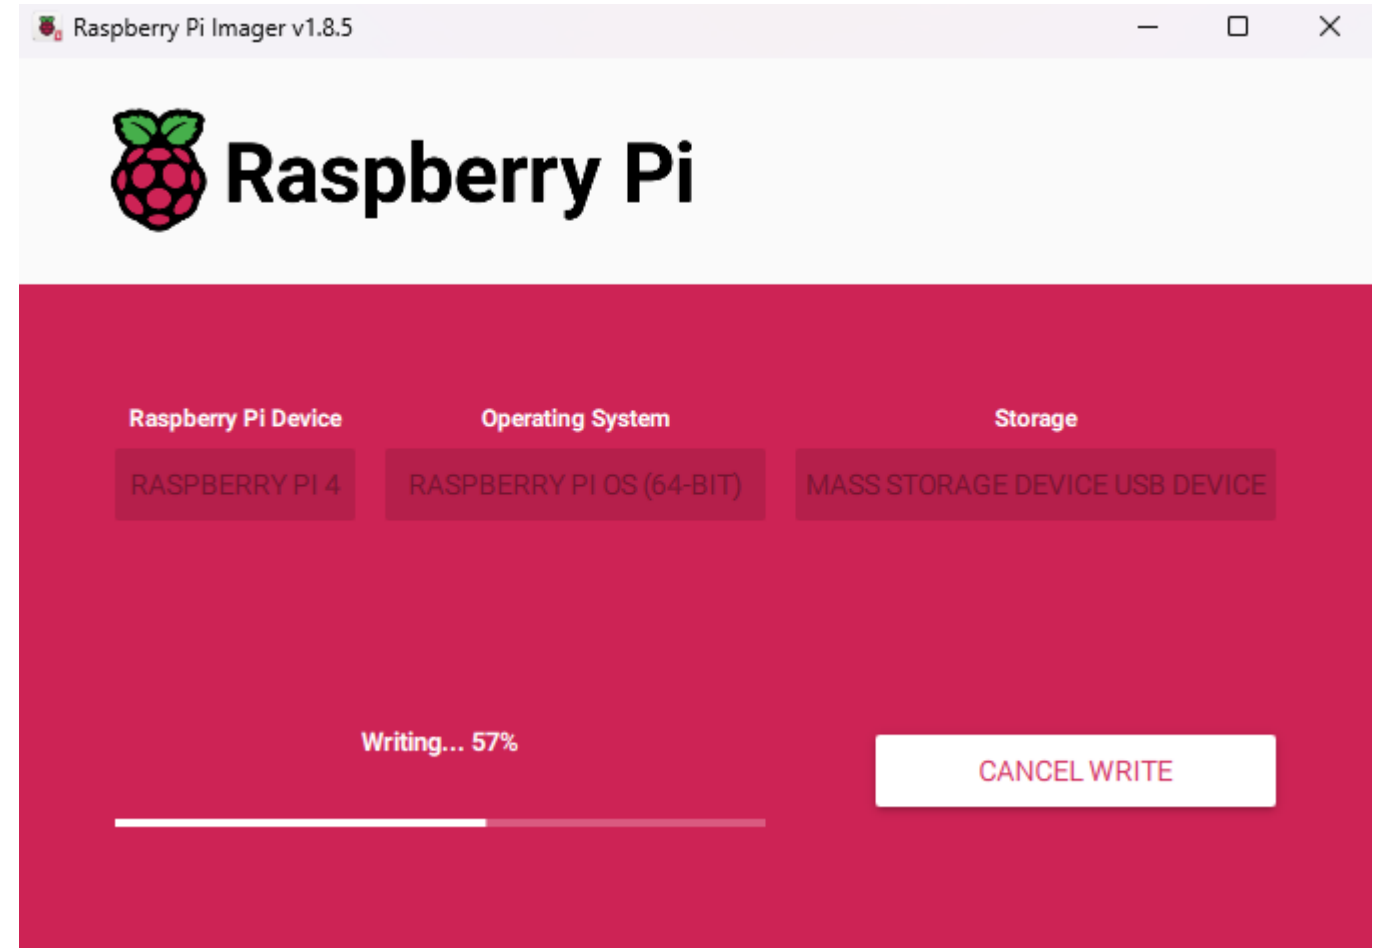 Raspberry Pi Imager v1.8.5
Raspberry Pi
Raspberry Pi Device
Operating System
Storage
RASPBERRY PI 4
RASPBERRY PI OS (64-BIT)
MASS STORAGE DEVICE USB DEVICE
Writing... 57%
CANCEL WRITE